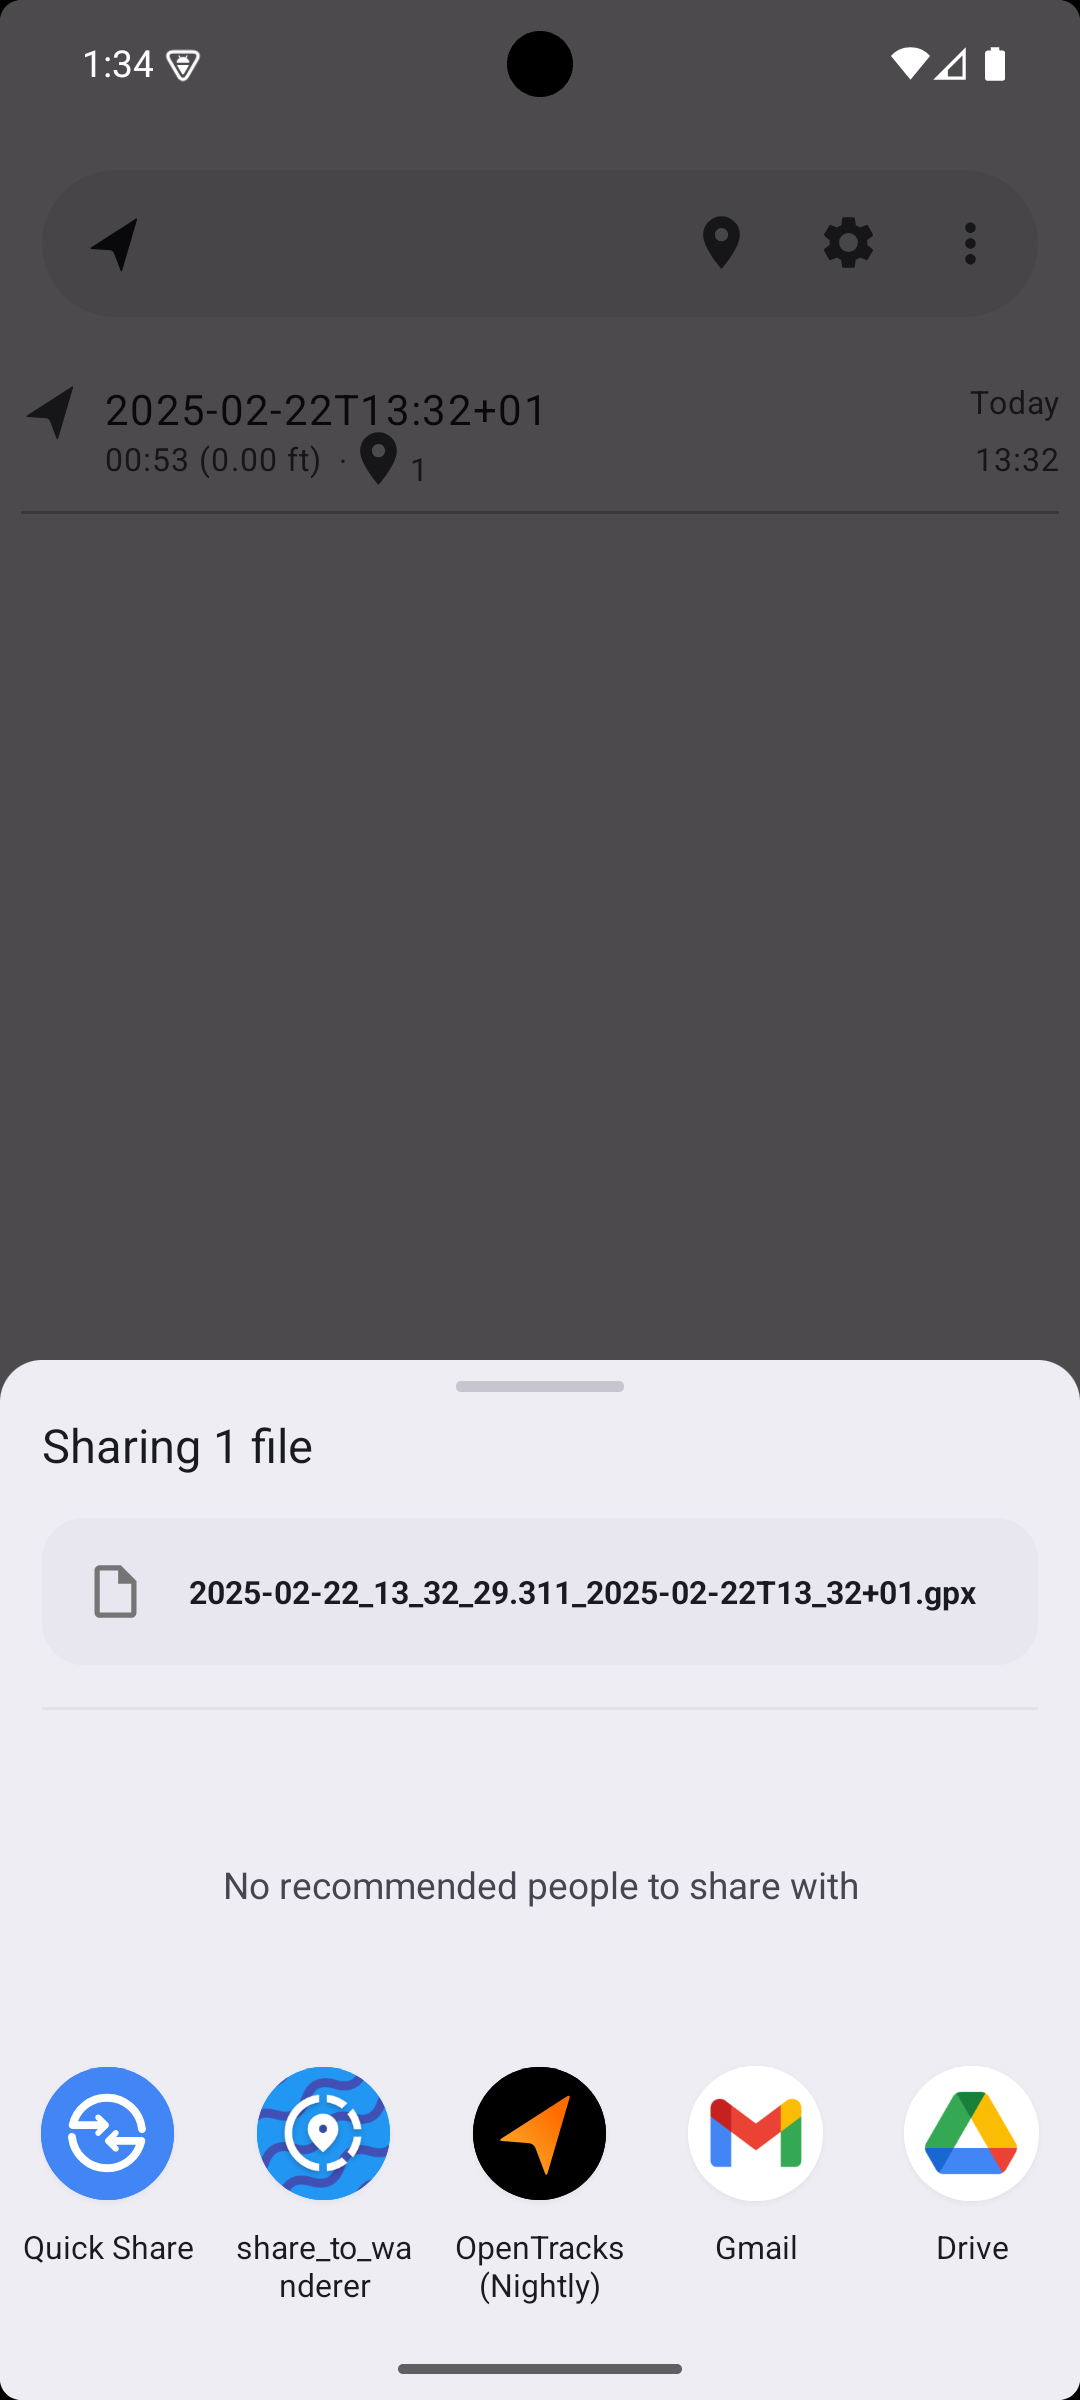 1:34
2025-02-22T13:32+01
Today
00:53 (0.00 ft) · 1
13:32
Sharing 1 file
2025-02-22_13_32_29.311_2025-02-22T13_32+01.gpx
No recommended people to share with
Quick Share
share_to_wa
nderer
OpenTracks
(Nightly)
Gmail
Drive